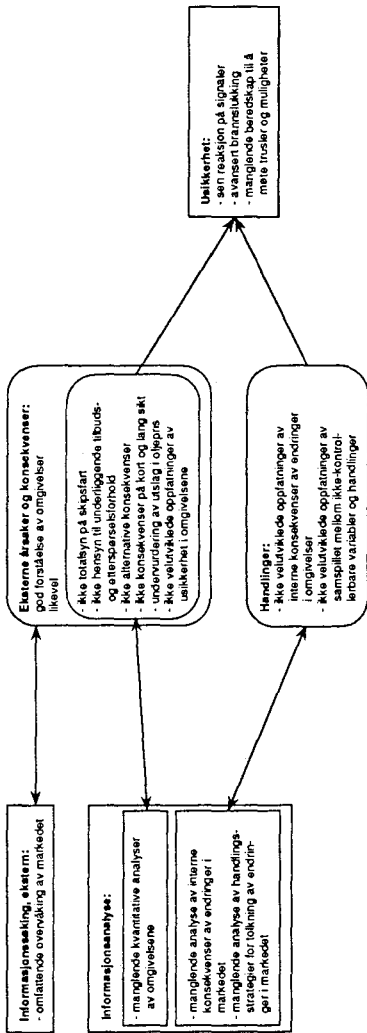 Informasjonssøking, ekstern:
- omfattende overvåking av markedet
Informasjonsanalyse:
- manglende kvantitative analyser
av omgivelsene
- manglende analyse av interne
konsekvenser av endringer i
markedet
- manglende analyse av handlings-
strategier for tolkning av endrin-
ger i markedet
Eksterne årsaker og konsekvenser:
god forståelse av omgivelser
likevel
- ikke totalsyn på skipsfart
- ikke hensyn til underliggende tilbuds-
og etterspørselsforhold
- ikke alternative konsekvenser
- ikke konsekvenser på kort og lang sikt
- undervurdering av utslag i oljepris
- ikke velutviklede oppfatninger av
usikkerhet i omgivelsene
Handlinger:
- ikke velutviklede oppfatninger av
interne konsekvenser av endringer
i omgivelser
- ikke velutviklede oppfatninger av
samspillet mellom ikke-kontrol-
lerbare variabler og handlinger
Usikkerhet:
- sen reaksjon på signaler
- avansert brannslukking
- manglende beredskap til å
møte trusler og muligheter